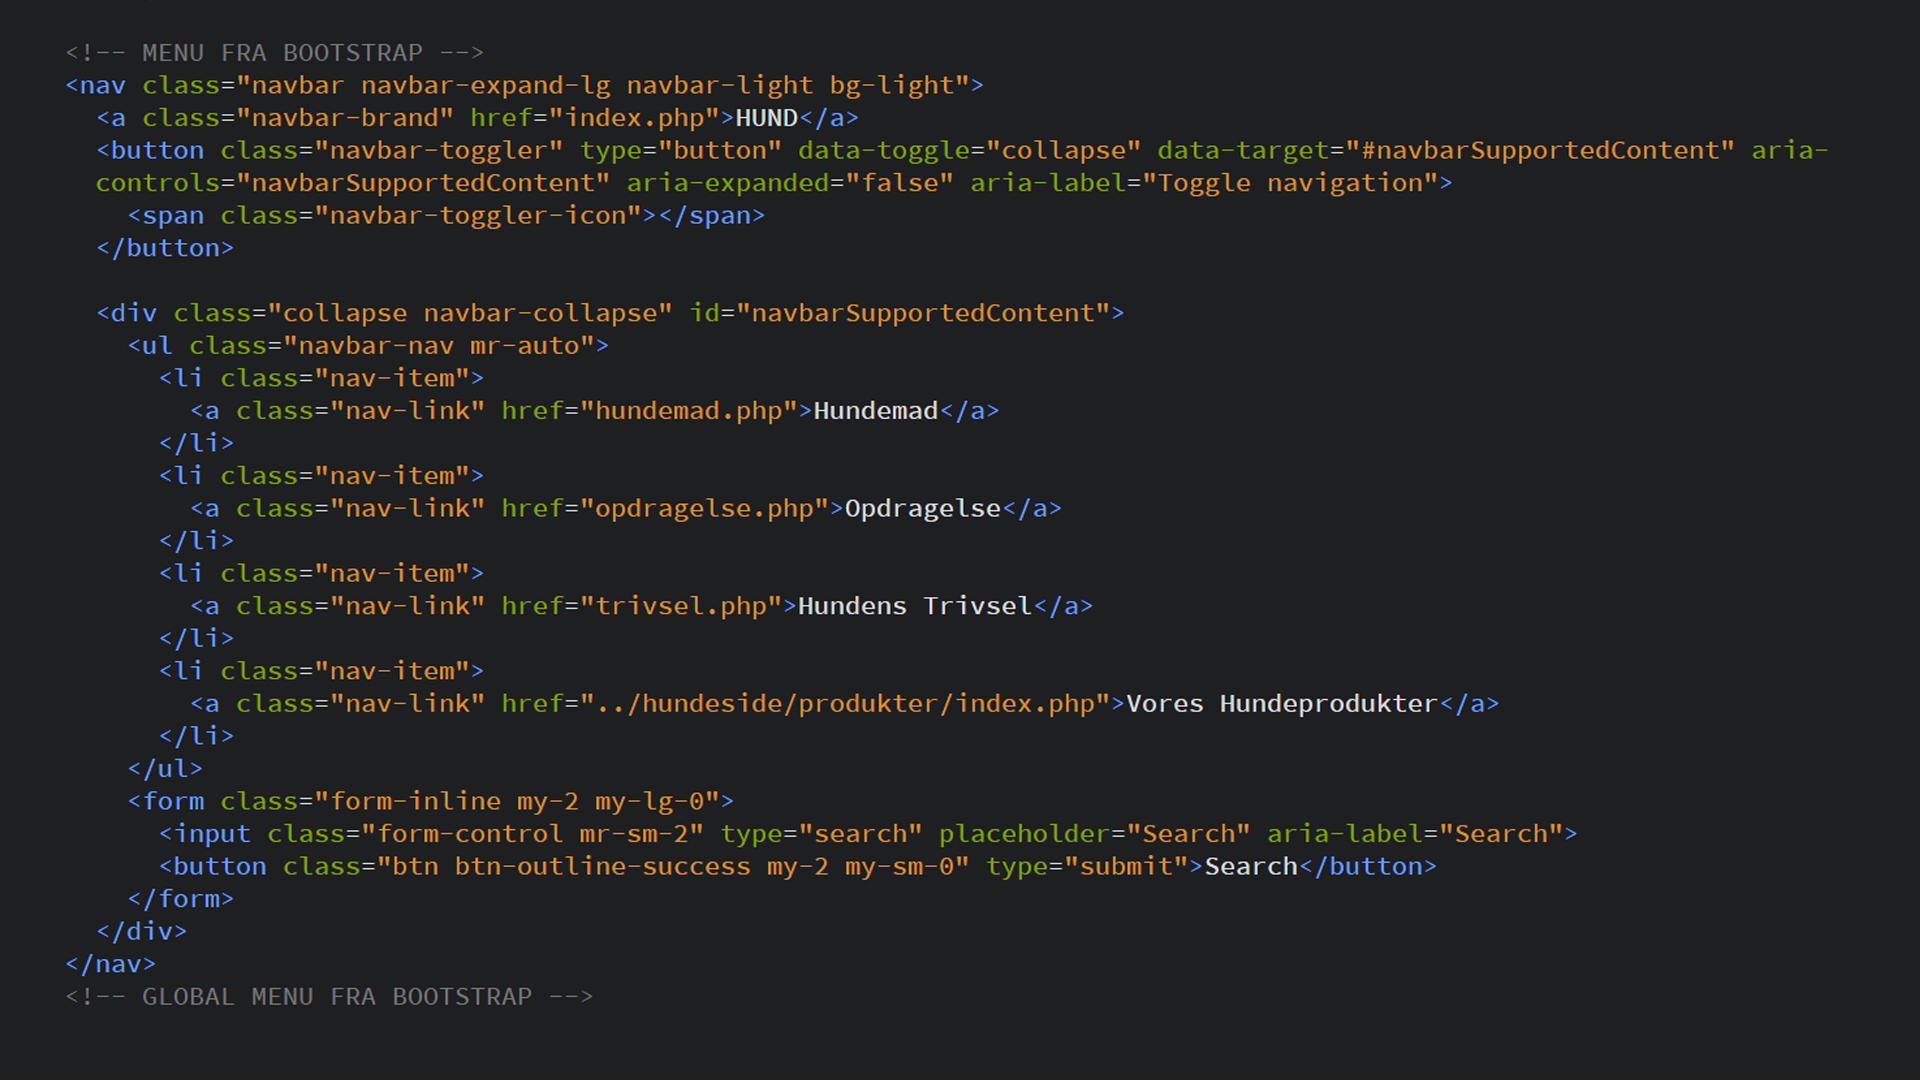 <!-- MENU FRA BOOTSTRAP -->
<nav class="navbar navbar-expand-lg navbar-light bg-light">
  <a class="navbar-brand" href="index.php">HUND</a>
  <button class="navbar-toggler" type="button" data-toggle="collapse" data-target="#navbarSupportedContent" aria-
  controls="navbarSupportedContent" aria-expanded="false" aria-label="Toggle navigation">
    <span class="navbar-toggler-icon"></span>
  </button>

  <div class="collapse navbar-collapse" id="navbarSupportedContent">
    <ul class="navbar-nav mr-auto">
      <li class="nav-item">
        <a class="nav-link" href="hundemad.php">Hundemad</a>
      </li>
      <li class="nav-item">
        <a class="nav-link" href="opdragelse.php">Opdragelse</a>
      </li>
      <li class="nav-item">
        <a class="nav-link" href="trivsel.php">Hundens Trivsel</a>
      </li>
      <li class="nav-item">
        <a class="nav-link" href="../hundeside/produkter/index.php">Vores Hundeprodukter</a>
      </li>
    </ul>
    <form class="form-inline my-2 my-lg-0">
      <input class="form-control mr-sm-2" type="search" placeholder="Search" aria-label="Search">
      <button class="btn btn-outline-success my-2 my-sm-0" type="submit">Search</button>
    </form>
  </div>
</nav>
<!-- GLOBAL MENU FRA BOOTSTRAP -->